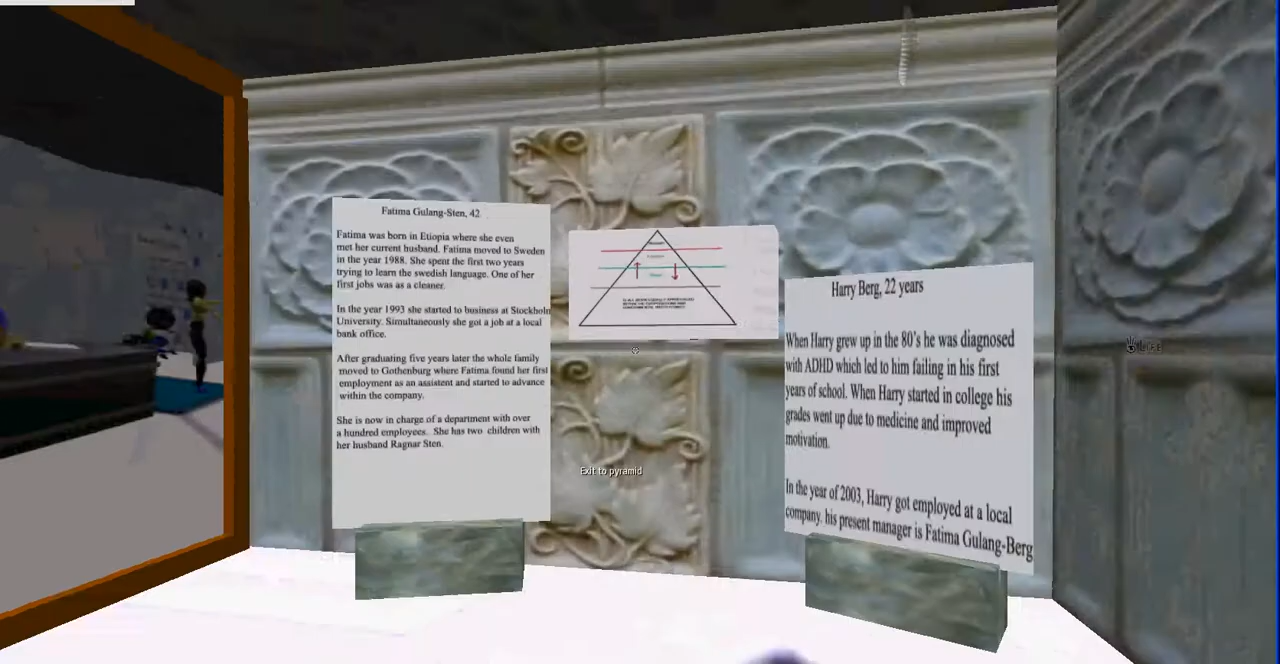 Fatima Gulang-Sten, 42
Fatima was born in Etiopia where she even
met her current husband. Fatima moved to Sweden
in the year 1988. She spent the first two years
trying to learn the swedish language. One of her
first jobs was as a cleaner.
In the year 1993 she started to business at Stockholm
University. Simultaneously she got a job at a local
bank office.
After graduating five years later the whole family
moved to Gothenburg where Fatima found her first
employment as an assistent and started to advance
within the company.
She is now in charge of a department with over
a hundred employees. She has two children with
her husband Ragnar Sten.
Exit to pyramid
Harry Berg, 22 years
When Harry grew up in the 80's he was diagnosed
with ADHD which led to him failing in his first
years of school. When Harry started in college his
grades went up due to medicine and improved
motivation.
In the year of 2003, Harry got employed at a local
company, his present manager is Fatima Gulang-Berg
LIFE